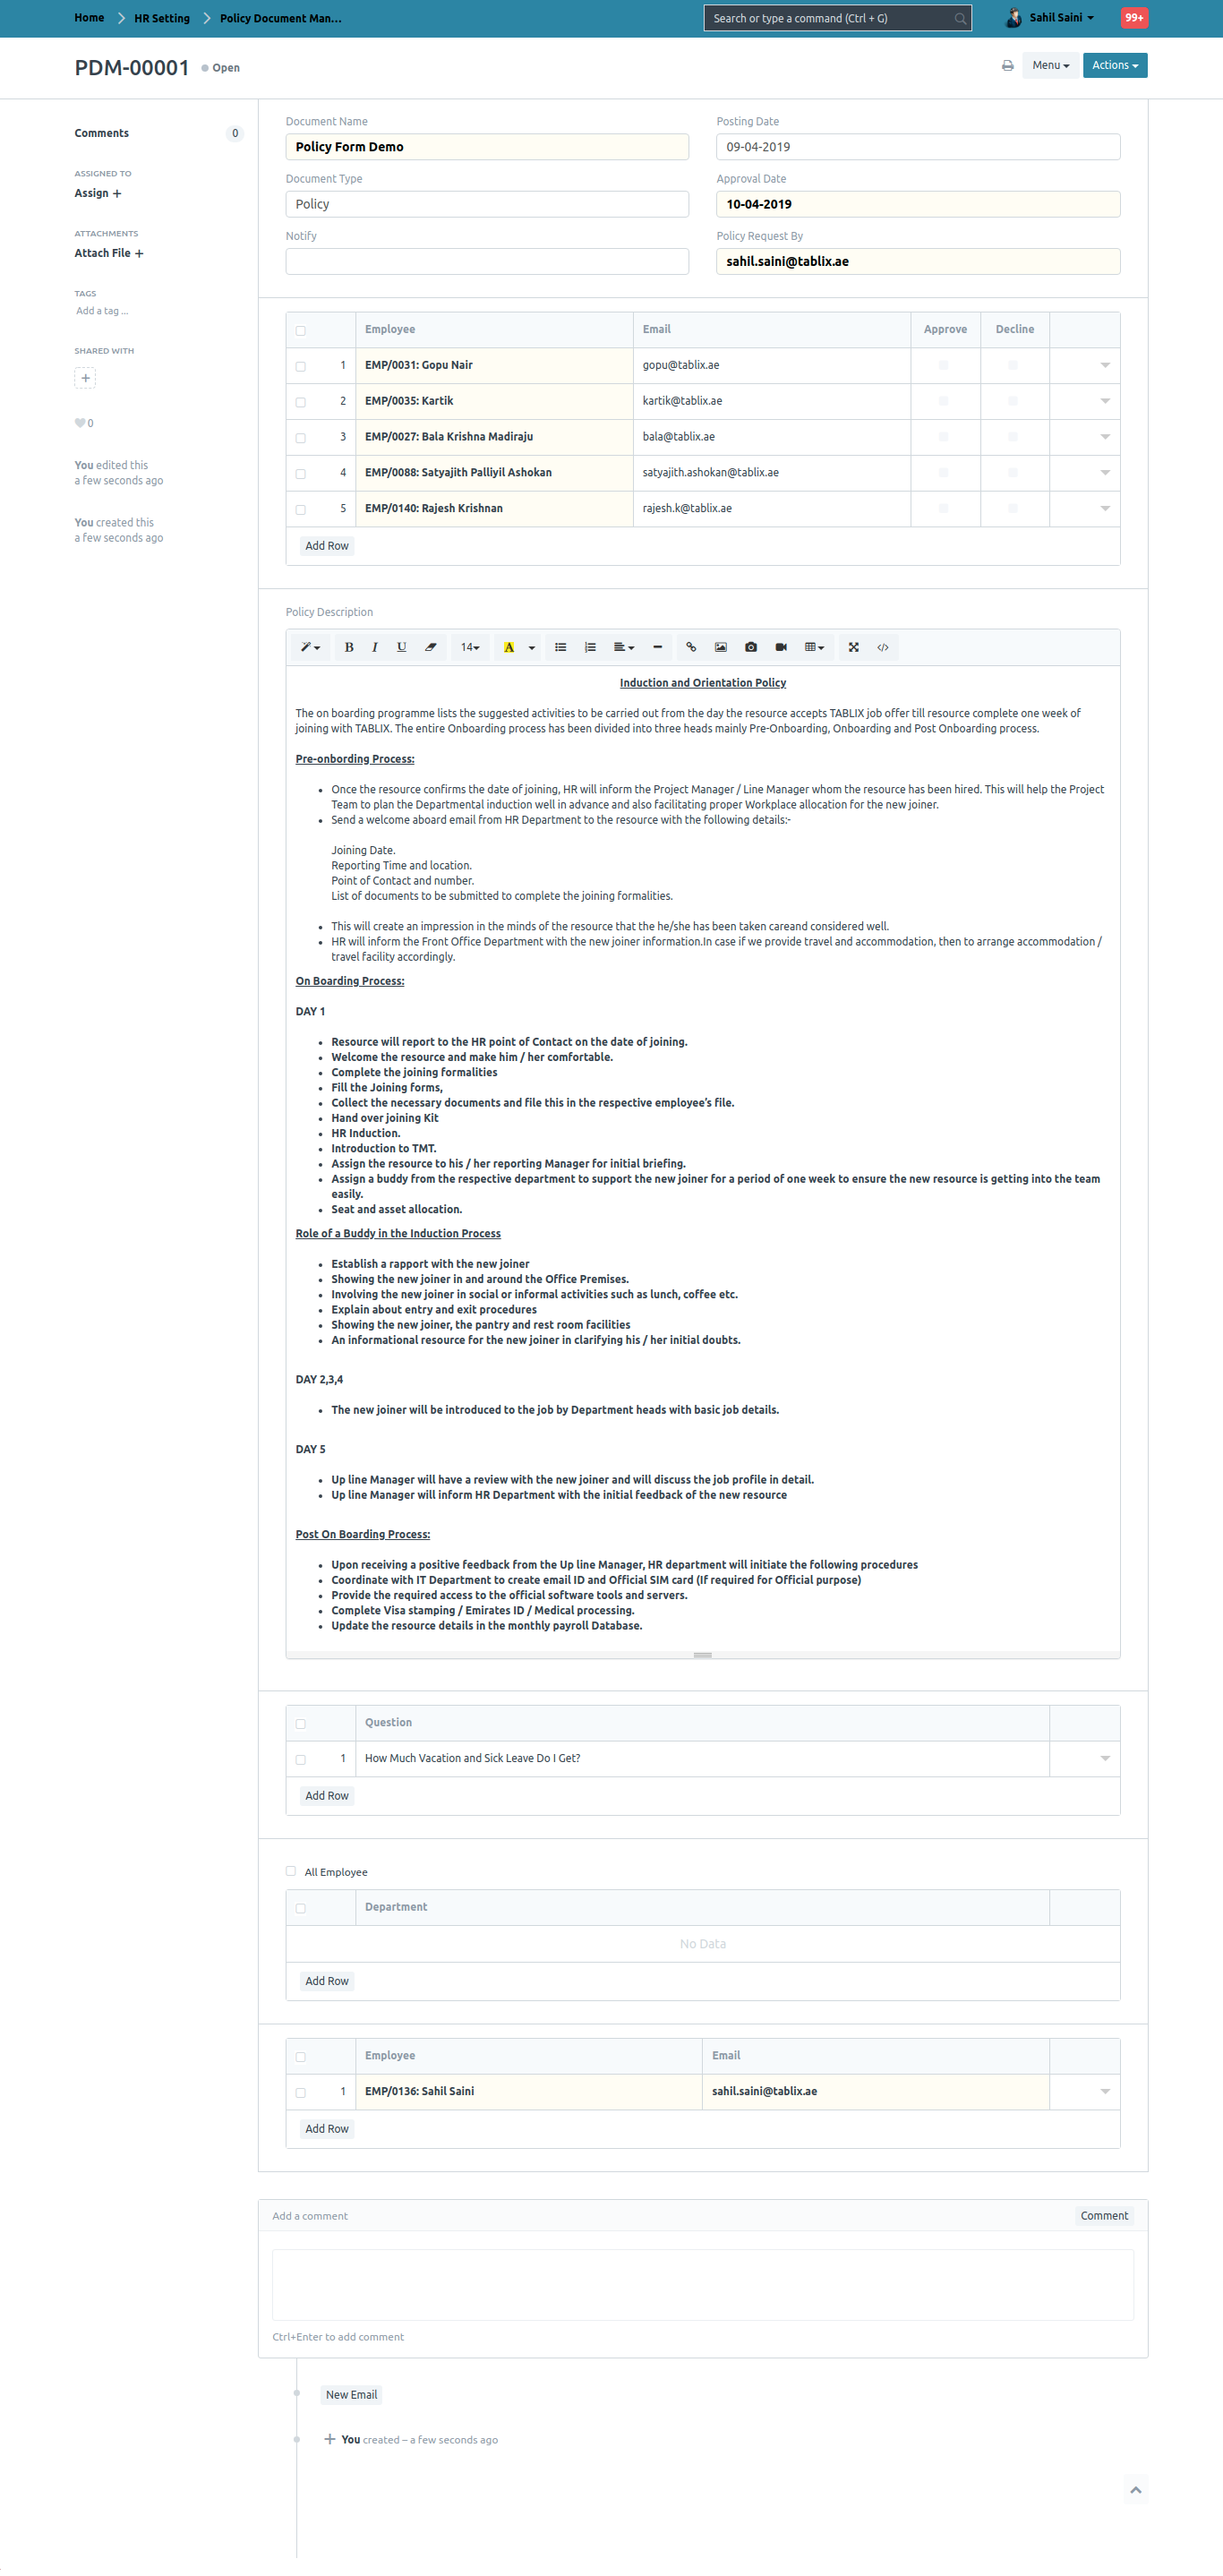 Home HR Setting Policy Document Man... Search or type a command (Ctrl + G) Sahil Saini 99+
PDM-00001 Open Menu Actions
Comments 0
ASSIGNED TO
Assign +
ATTACHMENTS
Attach File +
TAGS
Add a tag ...
SHARED WITH
+
0
You edited this
a few seconds ago
You created this
a few seconds ago
Document Name
Policy Form Demo
Document Type
Policy
Notify
Posting Date
09-04-2019
Approval Date
10-04-2019
Policy Request By
sahil.saini@tablix.ae
Employee Email Approve Decline
1 EMP/0031: Gopu Nair gopu@tablix.ae
2 EMP/0035: Kartik kartik@tablix.ae
3 EMP/0027: Bala Krishna Madiraju bala@tablix.ae
4 EMP/0088: Satyajith Palliyil Ashokan satyajith.ashokan@tablix.ae
5 EMP/0140: Rajesh Krishnan rajesh.k@tablix.ae
Add Row
Policy Description
B I U 14 A </>
Induction and Orientation Policy
The on boarding programme lists the suggested activities to be carried out from the day the resource accepts TABLIX job offer till resource complete one week of
joining with TABLIX. The entire Onboarding process has been divided into three heads mainly Pre-Onboarding, Onboarding and Post Onboarding process.
Pre-onbording Process:
• Once the resource confirms the date of joining, HR will inform the Project Manager / Line Manager whom the resource has been hired. This will help the Project
Team to plan the Departmental induction well in advance and also facilitating proper Workplace allocation for the new joiner.
• Send a welcome aboard email from HR Department to the resource with the following details:-
Joining Date.
Reporting Time and location.
Point of Contact and number.
List of documents to be submitted to complete the joining formalities.
• This will create an impression in the minds of the resource that the he/she has been taken careand considered well.
• HR will inform the Front Office Department with the new joiner information.In case if we provide travel and accommodation, then to arrange accommodation /
travel facility accordingly.
On Boarding Process:
DAY 1
• Resource will report to the HR point of Contact on the date of joining.
• Welcome the resource and make him / her comfortable.
• Complete the joining formalities
• Fill the Joining forms,
• Collect the necessary documents and file this in the respective employee's file.
• Hand over joining Kit
• HR Induction.
• Introduction to TMT.
• Assign the resource to his / her reporting Manager for initial briefing.
• Assign a buddy from the respective department to support the new joiner for a period of one week to ensure the new resource is getting into the team
easily.
• Seat and asset allocation.
Role of a Buddy in the Induction Process
• Establish a rapport with the new joiner
• Showing the new joiner in and around the Office Premises.
• Involving the new joiner in social or informal activities such as lunch, coffee etc.
• Explain about entry and exit procedures
• Showing the new joiner, the pantry and rest room facilities
• An informational resource for the new joiner in clarifying his / her initial doubts.
DAY 2,3,4
• The new joiner will be introduced to the job by Department heads with basic job details.
DAY 5
• Up line Manager will have a review with the new joiner and will discuss the job profile in detail.
• Up line Manager will inform HR Department with the initial feedback of the new resource
Post On Boarding Process:
• Upon receiving a positive feedback from the Up line Manager, HR department will initiate the following procedures
• Coordinate with IT Department to create email ID and Official SIM card (If required for Official purpose)
• Provide the required access to the official software tools and servers.
• Complete Visa stamping / Emirates ID / Medical processing.
• Update the resource details in the monthly payroll Database.
Question
1 How Much Vacation and Sick Leave Do I Get?
Add Row
All Employee
Department
No Data
Add Row
Employee Email
1 EMP/0136: Sahil Saini sahil.saini@tablix.ae
Add Row
Add a comment Comment
Ctrl+Enter to add comment
New Email
+ You created – a few seconds ago